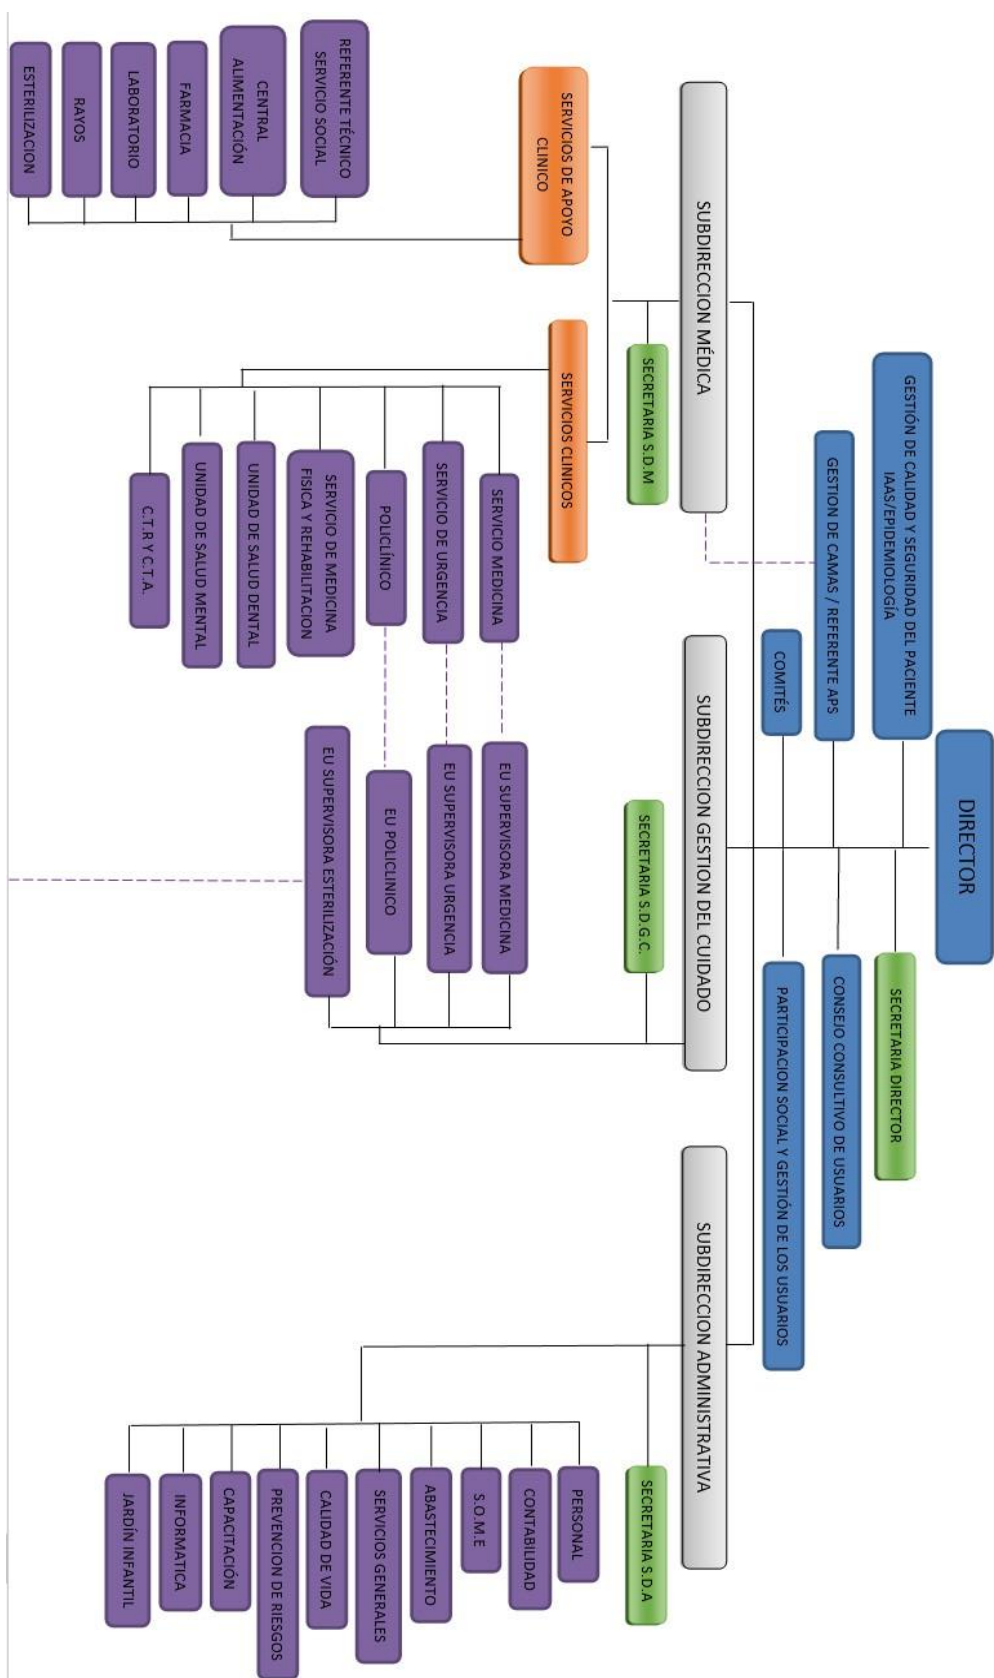 DIRECTOR
SECRETARIA DIRECTOR
GESTIÓN DE CALIDAD Y SEGURIDAD DEL PACIENTE
IAAS/EPIDEMIOLOGÍA
GESTION DE CAMAS / REFERENTE APS
CONSEJO CONSULTIVO DE USUARIOS
COMITÉS
PARTICIPACION SOCIAL Y GESTIÓN DE LOS USUARIOS
SUBDIRECCION MÉDICA
SUBDIRECCION GESTION DEL CUIDADO
SUBDIRECCION ADMINISTRATIVA
SECRETARIA S.D.M
SECRETARIA S.D.G.C.
SECRETARIA S.D.A
SERVICIOS DE APOYO
CLINICO
SERVICIOS CLINICOS
REFERENTE TÉCNICO
SERVICIO SOCIAL
CENTRAL
ALIMENTACIÓN
FARMACIA
LABORATORIO
RAYOS
ESTERILIZACION
SERVICIO MEDICINA
SERVICIO DE URGENCIA
POLICLÍNICO
SERVICIO DE MEDICINA
FISICA Y REHABILITACION
UNIDAD DE SALUD DENTAL
UNIDAD DE SALUD MENTAL
C.T.R Y C.T.A.
EU SUPERVISORA MEDICINA
EU SUPERVISORA URGENCIA
EU POLICLINICO
EU SUPERVISORA ESTERILIZACIÓN
PERSONAL
CONTABILIDAD
S.O.M.E
ABASTECIMIENTO
SERVICIOS GENERALES
CALIDAD DE VIDA
PREVENCION DE RIESGOS
CAPACITACIÓN
INFORMATICA
JARDÍN INFANTIL